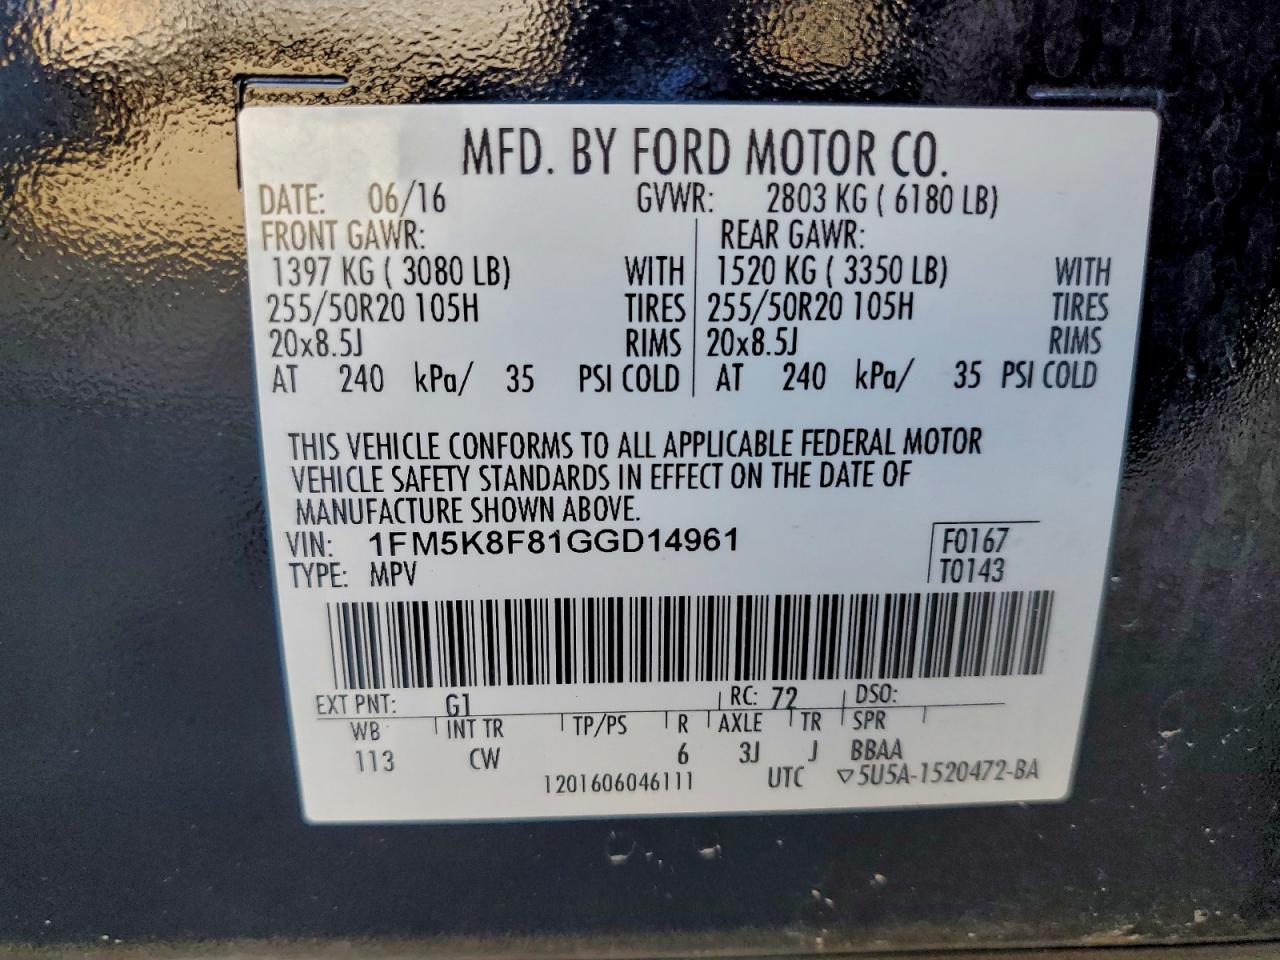 MFD. BY FORD MOTOR CO.
DATE: 06/16 GVWR: 2803 KG ( 6180 LB)
FRONT GAWR: REAR GAWR:
1397 KG ( 3080 LB) WITH 1520 KG ( 3350 LB) WITH
255/50R20 105H TIRES 255/50R20 105H TIRES
20x8.5J RIMS 20x8.5J RIMS
AT 240 kPa/ 35 PSI COLD AT 240 kPa/ 35 PSI COLD
THIS VEHICLE CONFORMS TO ALL APPLICABLE FEDERAL MOTOR
VEHICLE SAFETY STANDARDS IN EFFECT ON THE DATE OF
MANUFACTURE SHOWN ABOVE.
VIN: 1FM5K8F81GGD14961 F0167
TYPE: MPV T0143
EXT PNT: G1 RC: 72 DSO:
WB INT TR TP/PS R AXLE TR SPR
113 CW 6 3J J BBAA
1201606046111 UTC ▽5U5A-1520472-BA